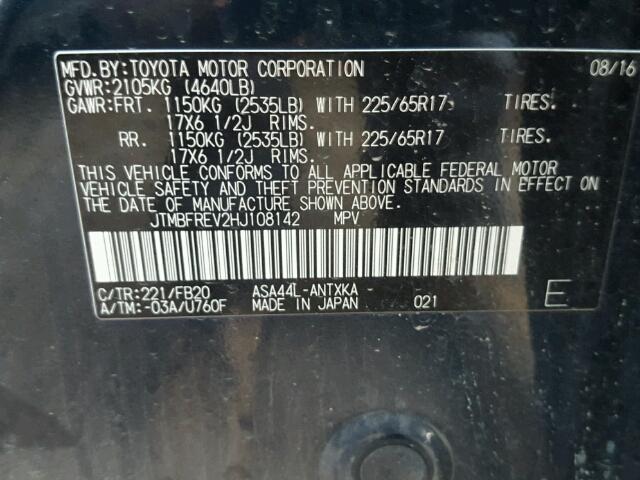 MFD.BY:TOYOTA MOTOR CORPORATION 08/16
GVWR:2105KG (4640LB)
GAWR:FRT. 1150KG (2535LB) WITH 225/65R17 TIRES.
17X6 1/2J RIMS.
RR. 1150KG (2535LB) WITH 225/65R17 TIRES.
17X6 1/2J RIMS.
THIS VEHICLE CONFORMS TO ALL APPLICABLE FEDERAL MOTOR
VEHICLE SAFETY AND THEFT PREVENTION STANDARDS IN EFFECT ON
THE DATE OF MANUFACTURE SHOWN ABOVE.
JTMBFREV2HJ108142 MPV
C/TR:221/FB20 ASA44L-ANTXKA
A/TM:-03A/U760F MADE IN JAPAN 021 E